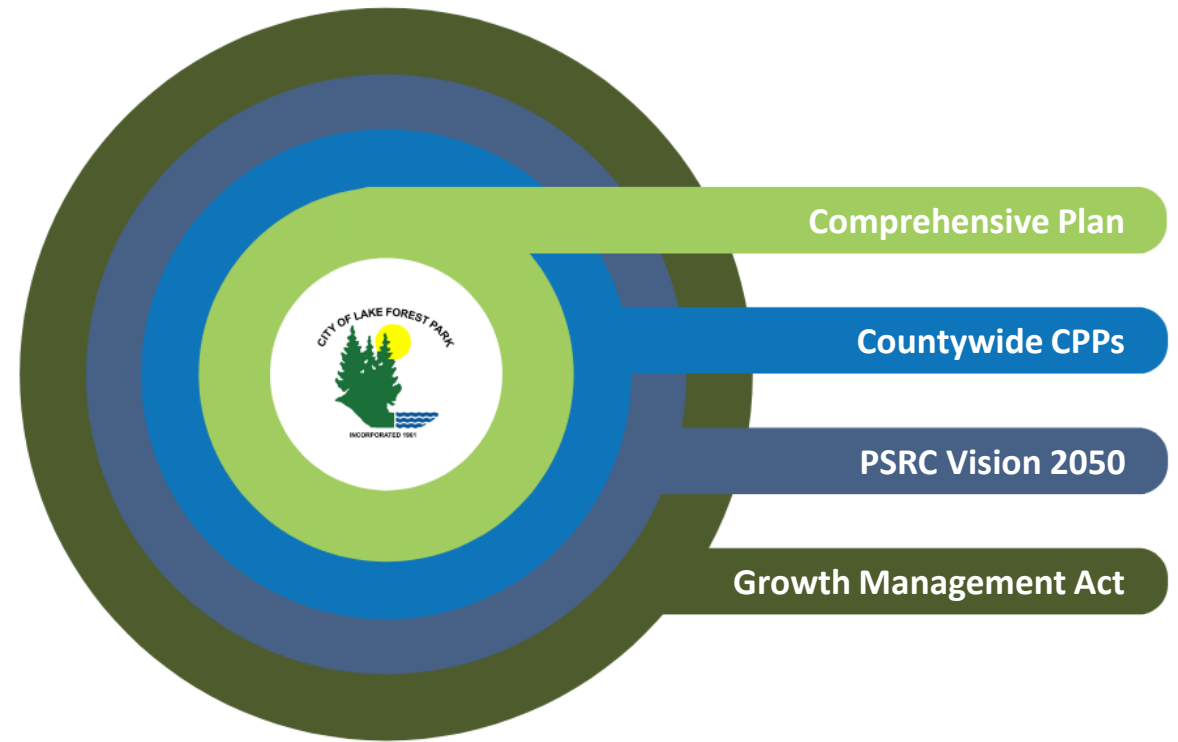 Comprehensive Plan
CITY OF LAKE FOREST PARK
Countywide CPPs
INCORPORATED 1961
PSRC Vision 2050
Growth Management Act